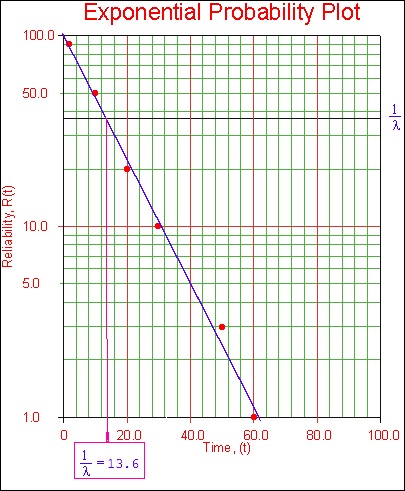 Exponential Probability Plot
100.0
50.0
1/λ
10.0
5.0
1.0
Reliability, R(t)
0 20.0 40.0 60.0 80.0 100.0
Time, (t)
1/λ = 13.6